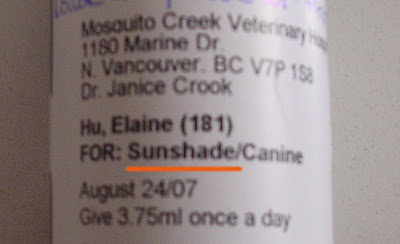 Mosquito Creek Veterinary Hosp
1180 Marine Dr.
N. Vancouver. BC V7P 1S8
Dr. Janice Crook
Hu, Elaine (181)
FOR: Sunshade/Canine
August 24/07
Give 3.75ml once a day